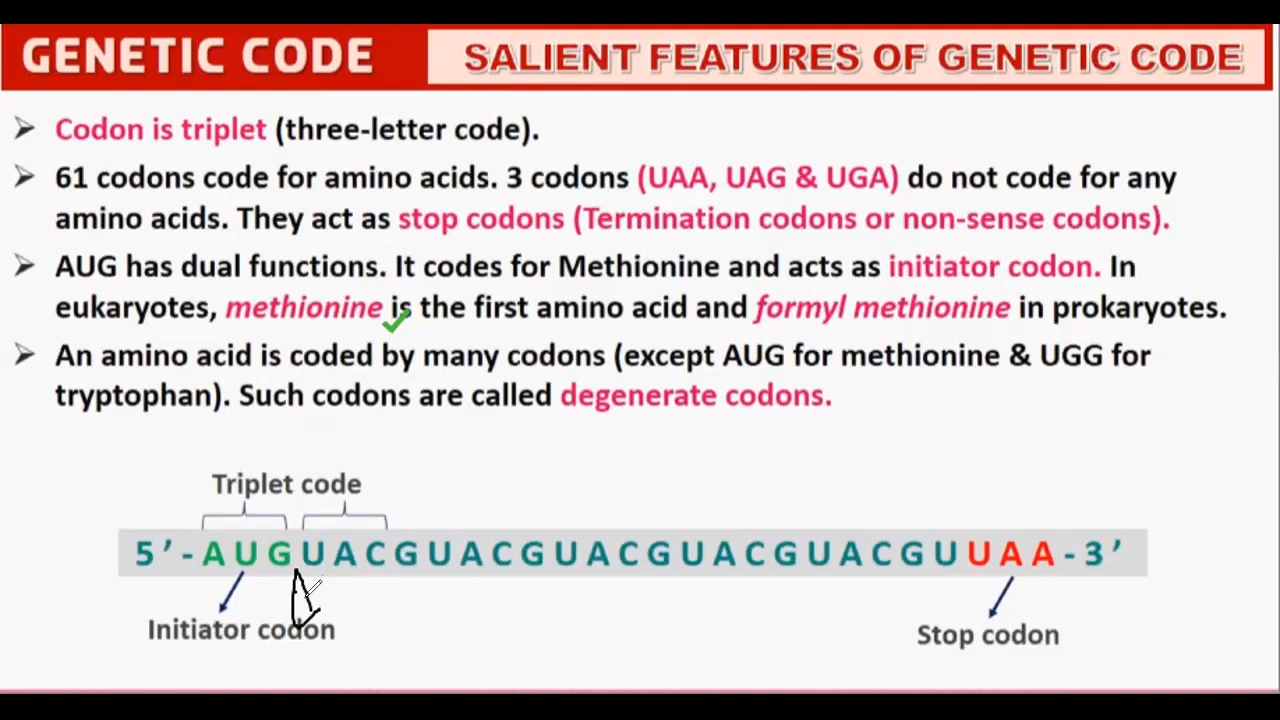 GENETIC CODE
SALIENT FEATURES OF GENETIC CODE
➢ Codon is triplet (three-letter code).
➢ 61 codons code for amino acids. 3 codons (UAA, UAG & UGA) do not code for any
amino acids. They act as stop codons (Termination codons or non-sense codons).
➢ AUG has dual functions. It codes for Methionine and acts as initiator codon. In
eukaryotes, methionine is the first amino acid and formyl methionine in prokaryotes.
➢ An amino acid is coded by many codons (except AUG for methionine & UGG for
tryptophan). Such codons are called degenerate codons.
Triplet code
5’- A U G U A C G U A C G U A C G U A C G U A C G U U A A - 3’
Initiator codon
Stop codon